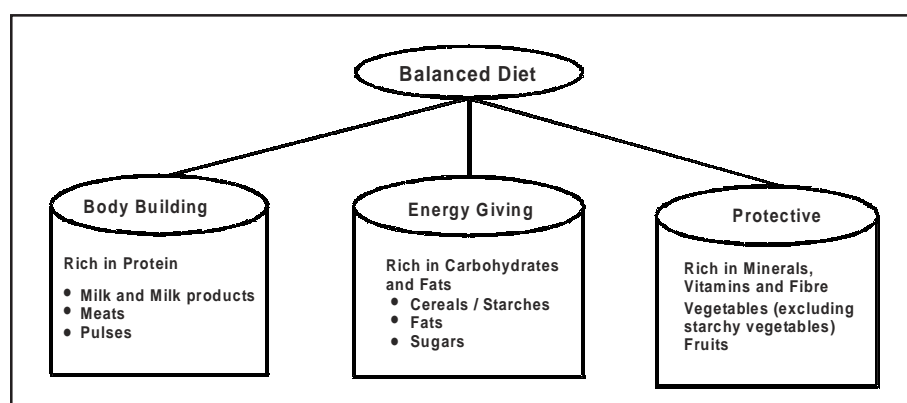 Balanced Diet
Body Building
Rich in Protein
• Milk and Milk products
• Meats
• Pulses
Energy Giving
Rich in Carbohydrates
and Fats
• Cereals / Starches
• Fats
• Sugars
Protective
Rich in Minerals,
Vitamins and Fibre
Vegetables (excluding
starchy vegetables)
Fruits